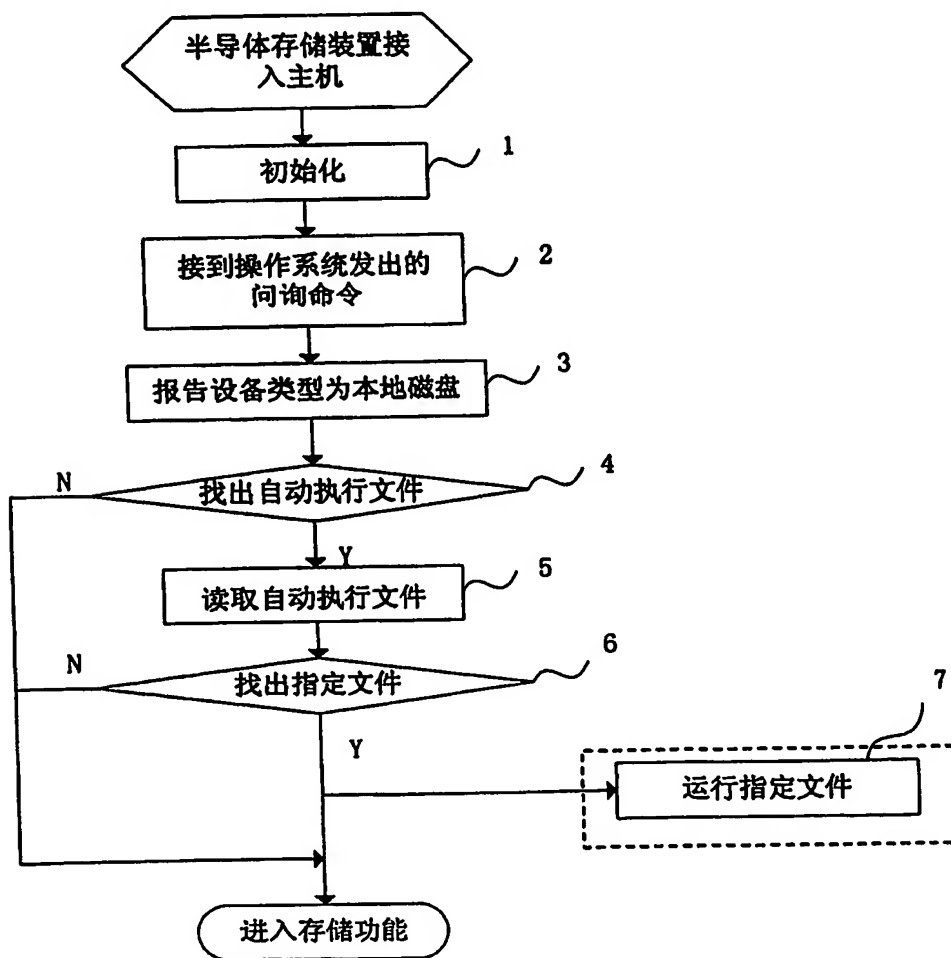 半导体存储装置接
入主机
1
初始化
2
接到操作系统发出的
问询命令
3
报告设备类型为本地磁盘
4
N
找出自动执行文件
Y
5
读取自动执行文件
6
N
找出指定文件
Y
7
运行指定文件
进入存储功能